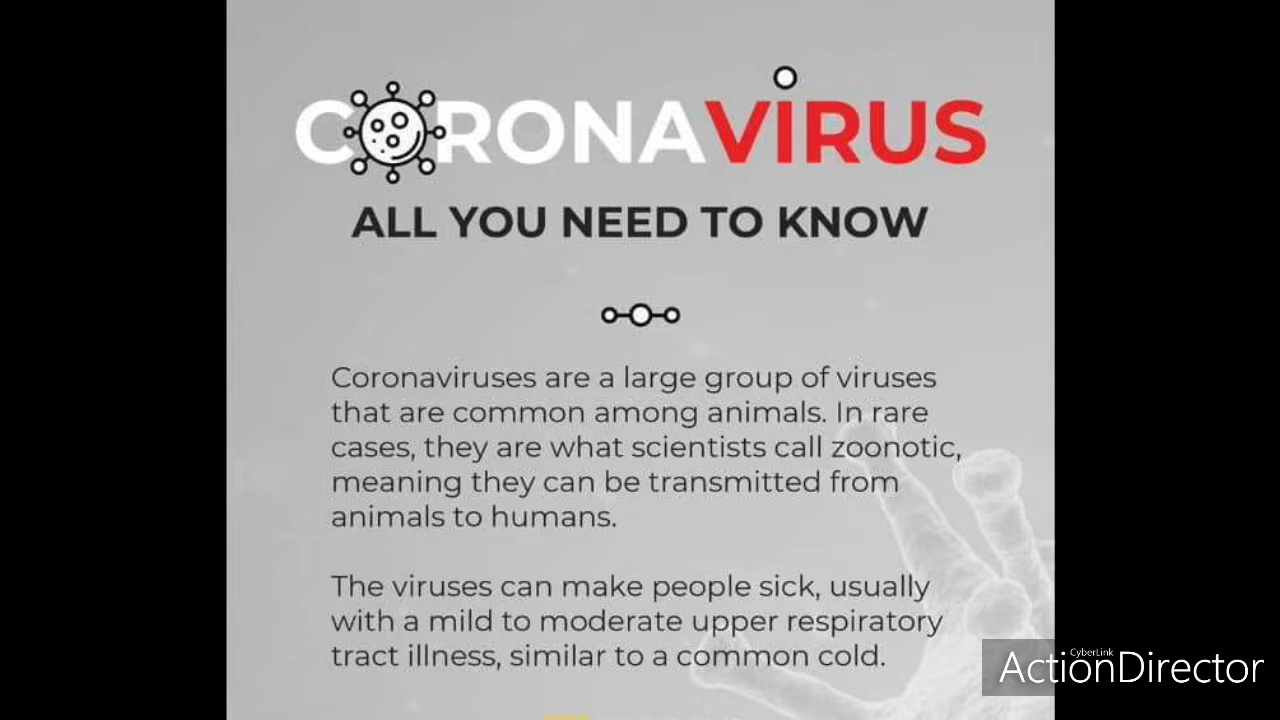 CORONAVIRUS
ALL YOU NEED TO KNOW
Coronaviruses are a large group of viruses
that are common among animals. In rare
cases, they are what scientists call zoonotic,
meaning they can be transmitted from
animals to humans.
The viruses can make people sick, usually
with a mild to moderate upper respiratory
tract illness, similar to a common cold.
CyberLink
ActionDirector